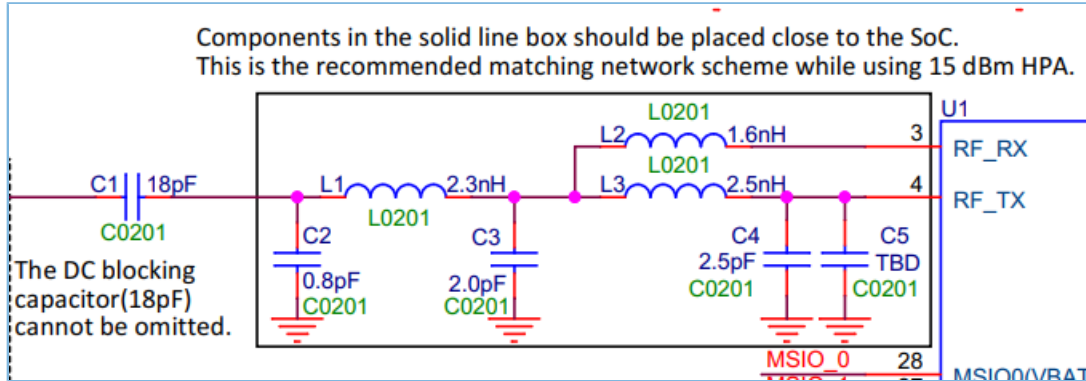 Components in the solid line box should be placed close to the SoC.
This is the recommended matching network scheme while using 15 dBm HPA.
U1
L0201
L2 1.6nH 3 RF_RX
L0201
C1 18pF L1 2.3nH L3 2.5nH 4 RF_TX
C0201 L0201
C2 C3 C4 C5
The DC blocking
capacitor(18pF)
cannot be omitted.
0.8pF 2.0pF 2.5pF TBD
C0201 C0201 C0201 C0201
MSIO_0 28 MSIO0(VBAT